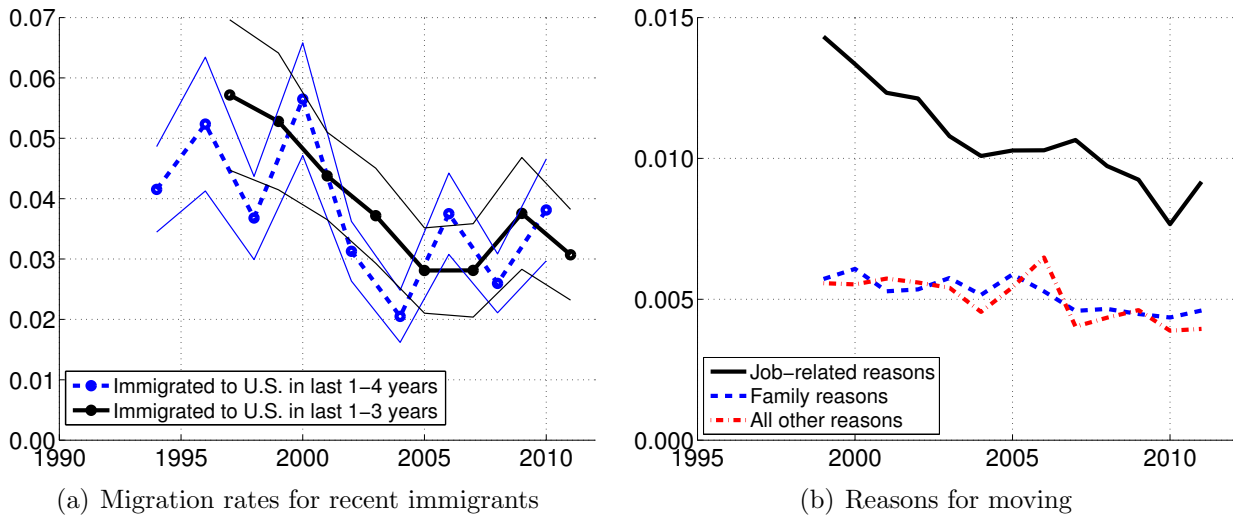 0.07
0.06
0.05
0.04
0.03
0.02
0.01
0.00
1990 1995 2000 2005 2010
Immigrated to U.S. in last 1−4 years
Immigrated to U.S. in last 1−3 years
(a) Migration rates for recent immigrants
0.015
0.010
0.005
0.000
1995 2000 2005 2010
Job−related reasons
Family reasons
All other reasons
(b) Reasons for moving